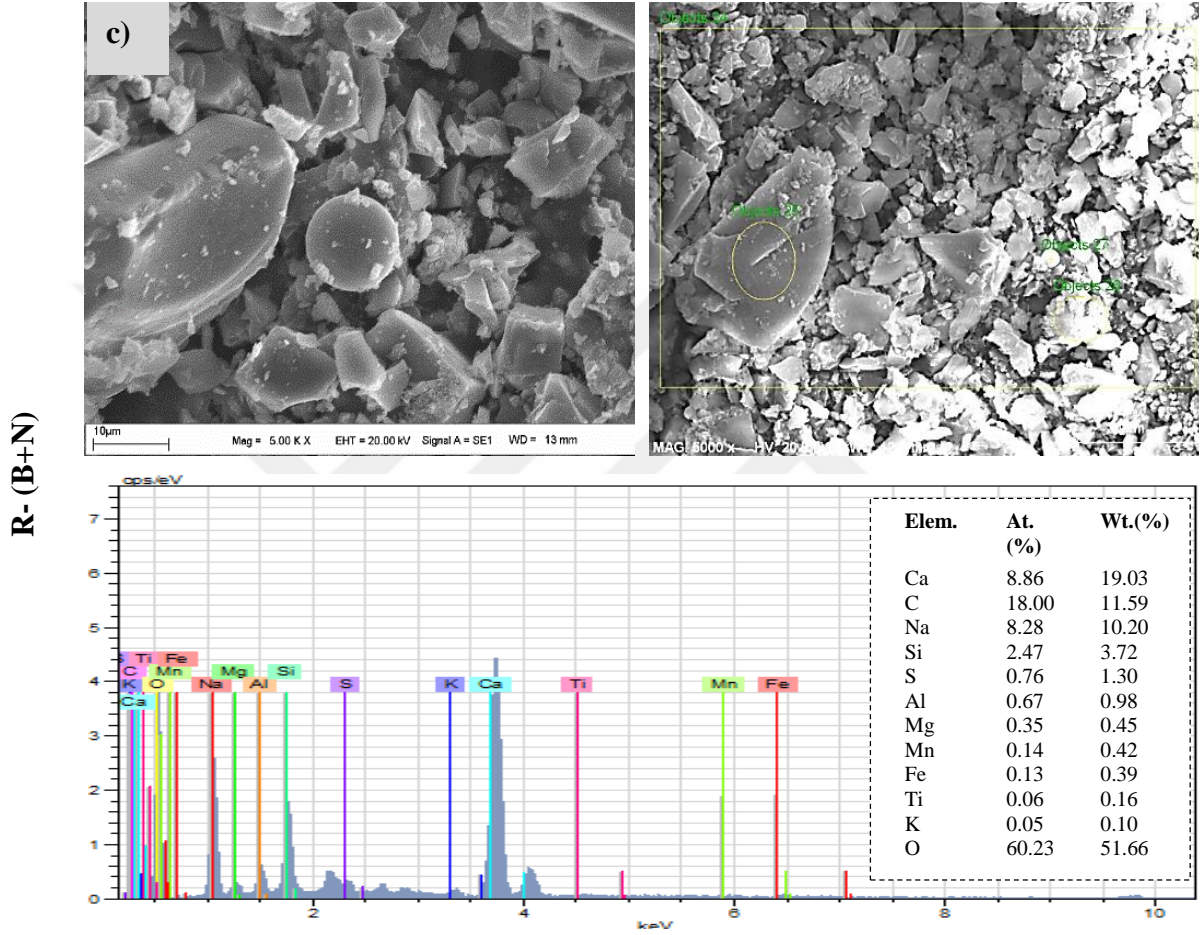 c)
10μm
Mag = 5.00 K X EHT = 20.00 kV Signal A = SE1 WD = 13 mm
Objects 27
MAG: 5000 x HV: 20.
R- (B+N)
cps/eV
7
6
5
4
3
2
1
0
Ti Fe
C Mn
K O Na Mg Al Si S K Ca Ti Mn Fe
Ca
2 4 6 8 10
keV
Elem. At. (%) Wt.(%)
Ca 8.86 19.03
C 18.00 11.59
Na 8.28 10.20
Si 2.47 3.72
S 0.76 1.30
Al 0.67 0.98
Mg 0.35 0.45
Mn 0.14 0.42
Fe 0.13 0.39
Ti 0.06 0.16
K 0.05 0.10
O 60.23 51.66